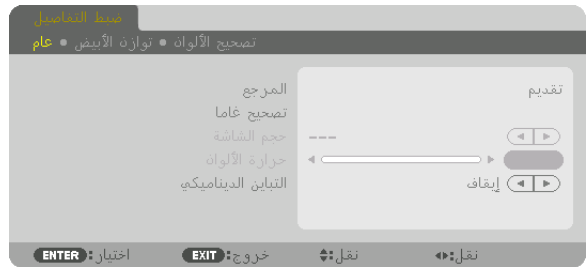 ضبط التفاصيل
عام ● توازن الأبيض ● تصحيح الألوان
المرجع تقديم
تصحيح غاما
حجم الشاشة ---
حرارة الألوان
التباين الديناميكي إيقاف
ENTER: اختيار EXIT: خروج نقل: نقل: